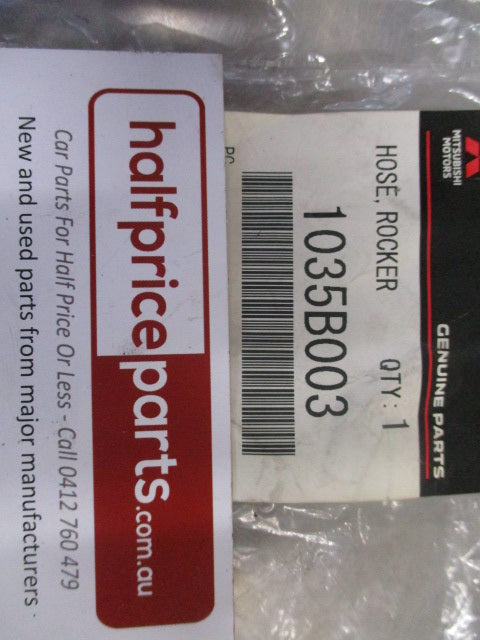 MITSUBISHI
MOTORS
GENUINE PARTS
HOSE, ROCKER QTY: 1
1035B003
halfpriceparts.com.au
Car Parts For Half Price Or Less - Call 0412 760 479
New and used parts from major manufacturers